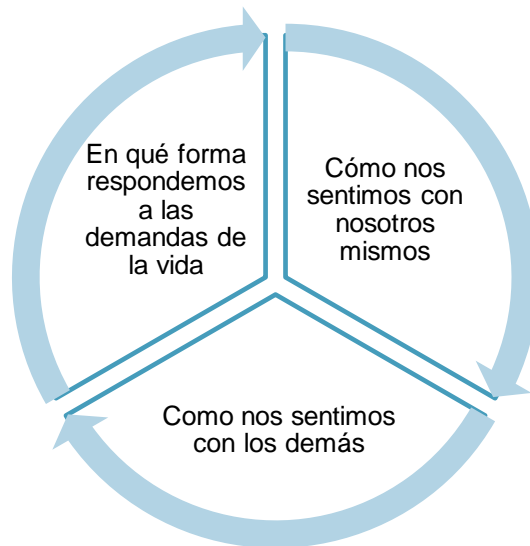 En qué forma
respondemos
a las
demandas de
la vida
Cómo nos
sentimos con
nosotros
mismos
Como nos sentimos
con los demás